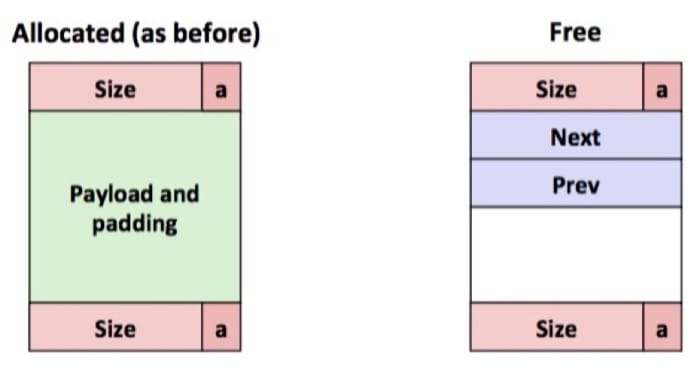 Allocated (as before)
Size a
Payload and
padding
Size a
Free
Size a
Next
Prev
Size a